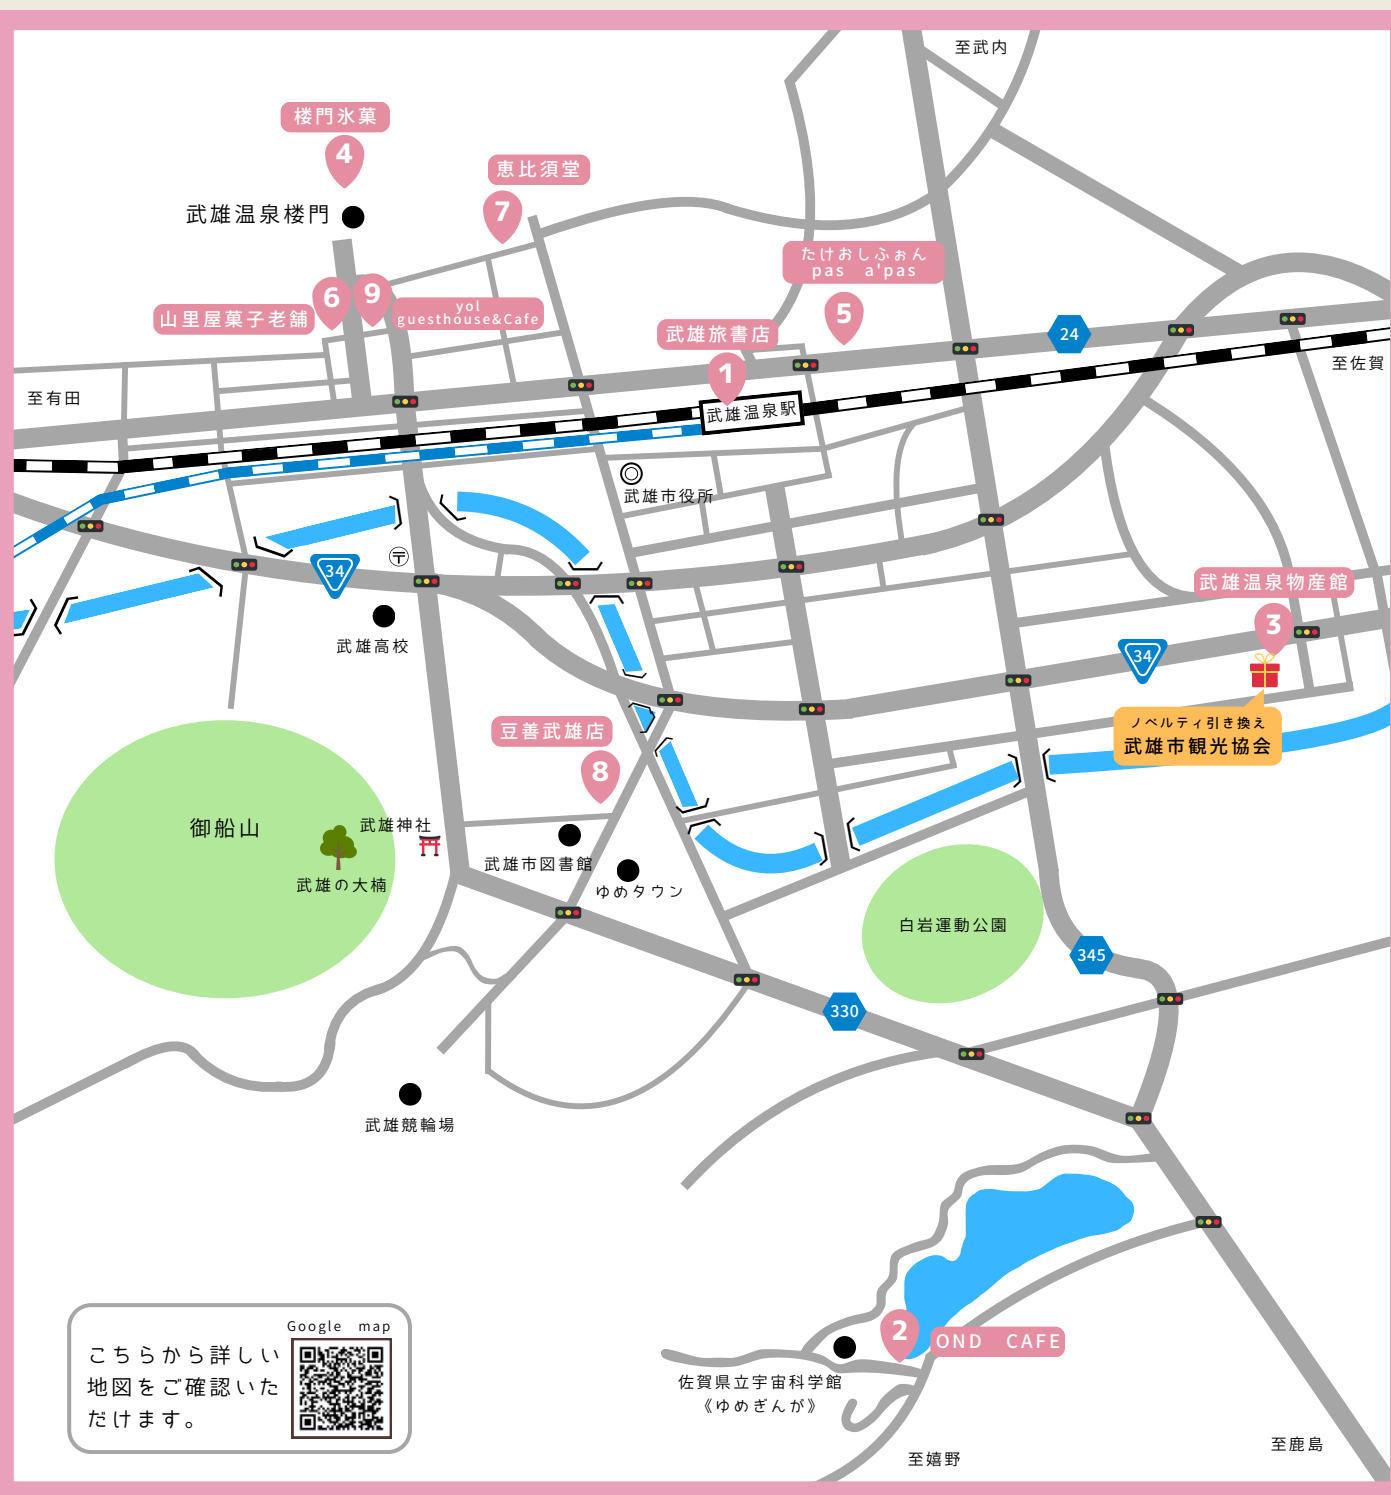 至武内
楼門氷菓
4
恵比須堂
7
武雄温泉楼門
たけおしふぉん
pas a'pas
5
6
9
山里屋菓子老舗
yol
guesthouse&Cafe
武雄旅書店
1
24
至佐賀
至有田
武雄温泉駅
武雄市役所
〒
34
武雄高校
武雄温泉物産館
3
34
ノベルティ引き換え
武雄市観光協会
豆善武雄店
8
御船山
武雄神社
武雄の大楠
武雄市図書館
ゆめタウン
白岩運動公園
345
330
武雄競輪場
2
OND CAFE
佐賀県立宇宙科学館
《ゆめぎんが》
至嬉野
至鹿島
Google map
こちらから詳しい
地図をご確認いた
だけます。